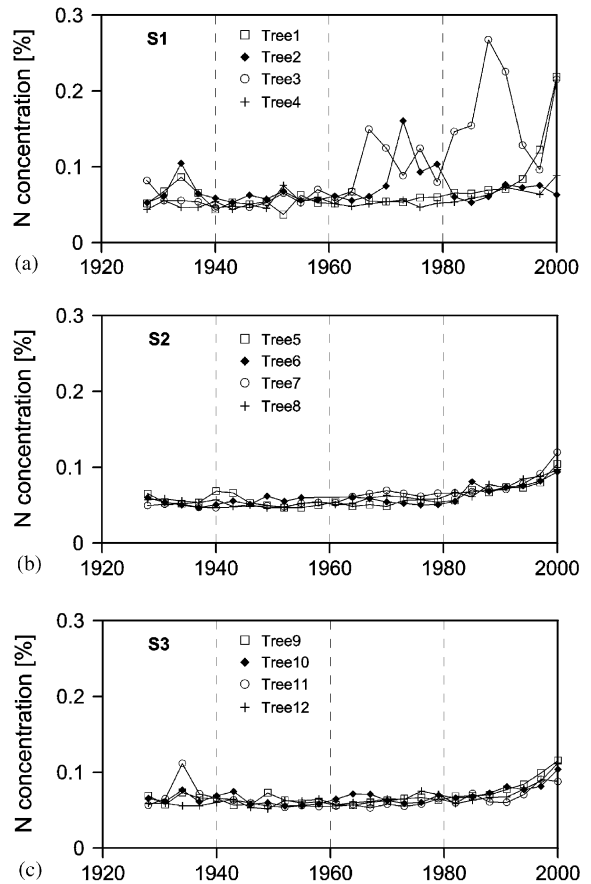 0.3
S1
Tree1
Tree2
Tree3
Tree4
0.2
0.1
0
N concentration [%]
(a)
1920 1940 1960 1980 2000
0.3
S2
Tree5
Tree6
Tree7
Tree8
0.2
0.1
0
N concentration [%]
(b)
1920 1940 1960 1980 2000
0.3
S3
Tree9
Tree10
Tree11
Tree12
0.2
0.1
0
N concentration [%]
(c)
1920 1940 1960 1980 2000